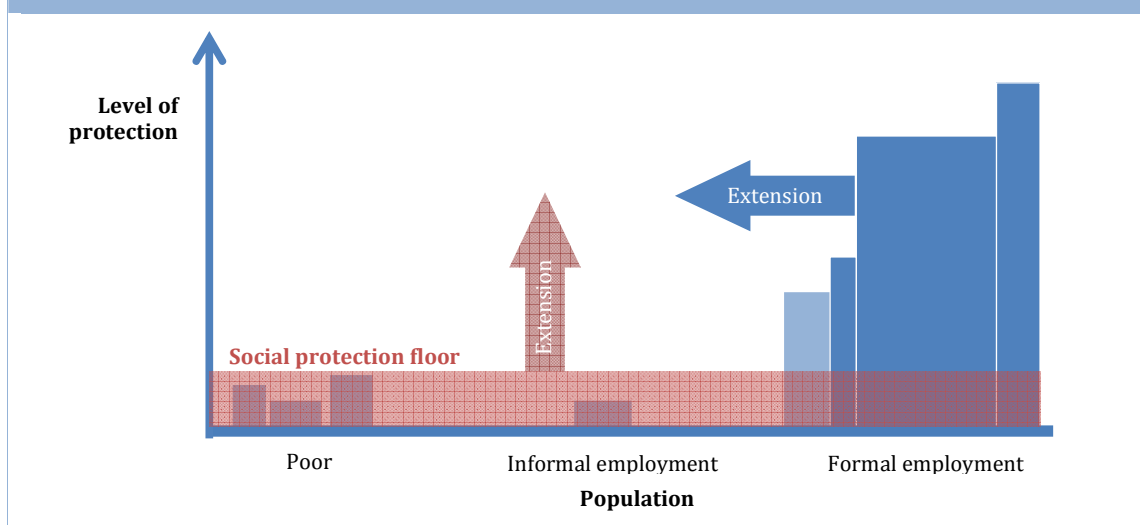 Level of
protection
Extension
Extension
Social protection floor
Poor
Informal employment
Formal employment
Population